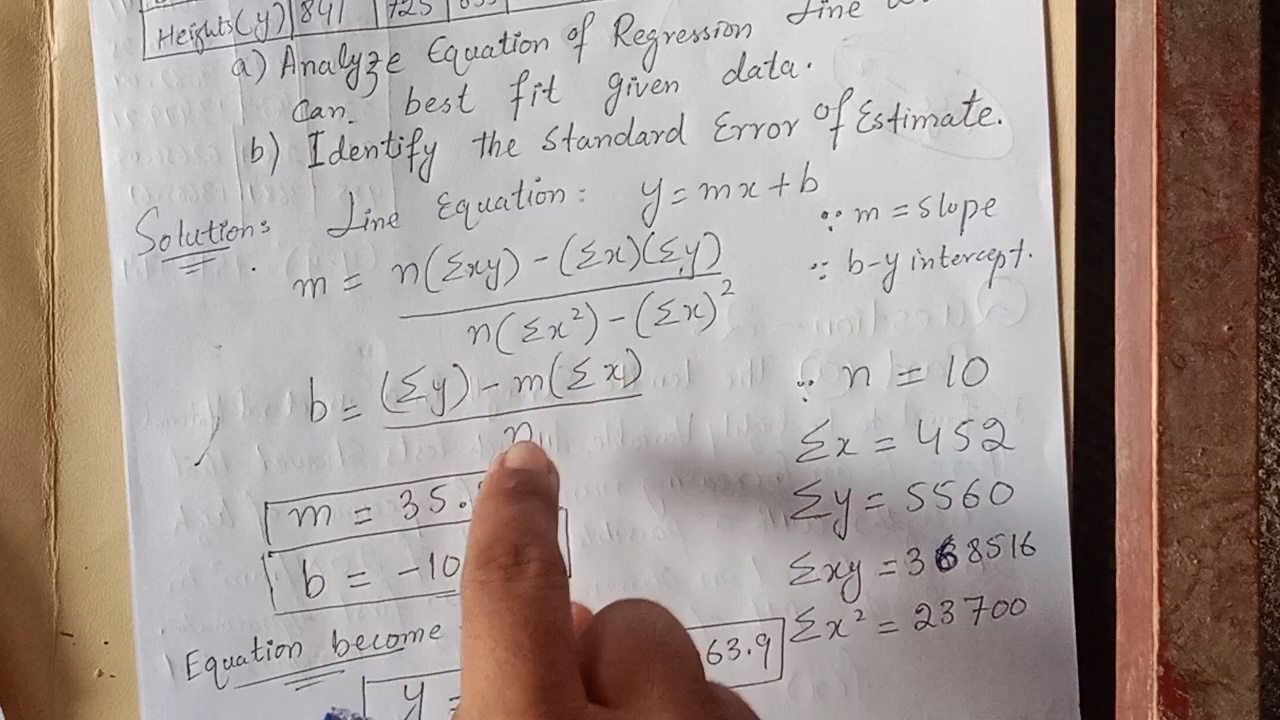 Heights(y) 841 725
a) Analyze Equation of Regression Line
can best fit given data.
b) Identify the Standard Error of Estimate.
Solution: Line Equation: y = mx + b
∵ m = slope
m = n(Σxy) - (Σx)(Σy) / n(Σx²) - (Σx)²
∵ b-y intercept.
b = (Σy) - m(Σx) / n
∵ n = 10
Σx = 452
m = 35.
Σy = 5560
b = -10
Σxy = 368516
Σx² = 23700
Equation become
63.9
y =